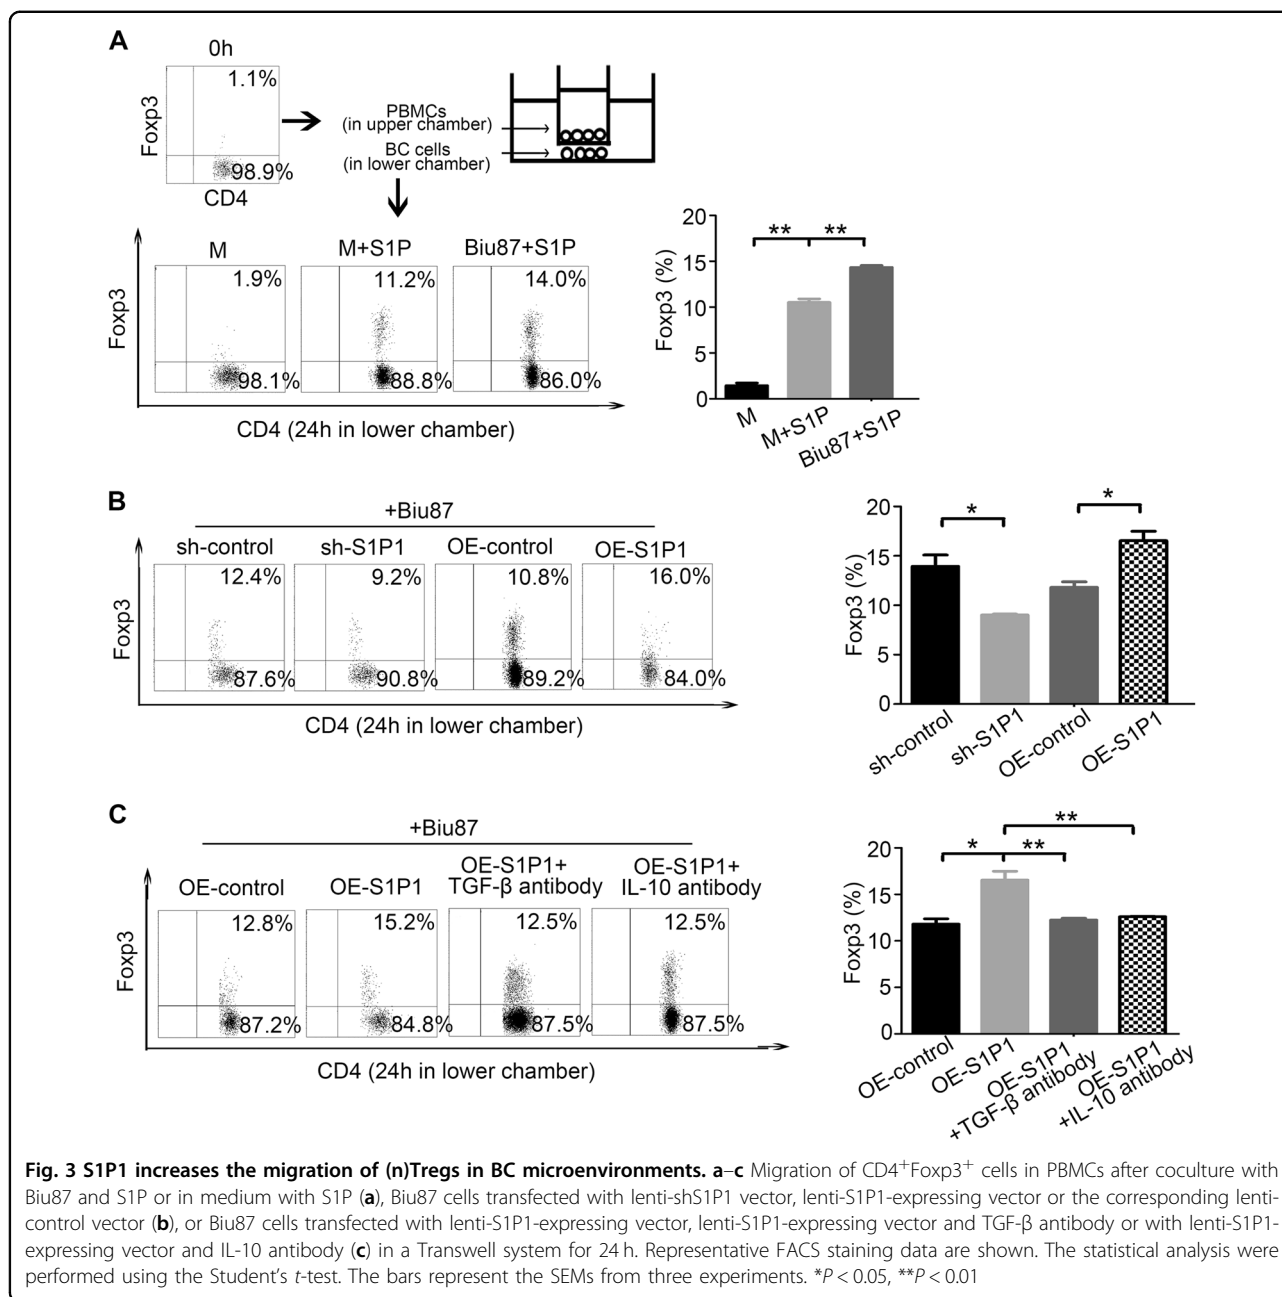 A
0h
1.1%
Foxp3
98.9%
CD4
PBMCs
(in upper chamber)
BC cells
(in lower chamber)
M
M+S1P
Biu87+S1P
1.9%
11.2%
14.0%
Foxp3
98.1%
88.8%
86.0%
CD4 (24h in lower chamber)
20
15
10
5
0
Foxp3 (%)
** **
M
M+S1P
Biu87+S1P
B
+Biu87
sh-control
sh-S1P1
OE-control
OE-S1P1
12.4%
9.2%
10.8%
16.0%
Foxp3
87.6%
90.8%
89.2%
84.0%
CD4 (24h in lower chamber)
20
15
10
5
0
Foxp3 (%)
* *
sh-control
sh-S1P1
OE-control
OE-S1P1
C
+Biu87
OE-control
OE-S1P1
OE-S1P1+
TGF-β antibody
OE-S1P1+
IL-10 antibody
12.8%
15.2%
12.5%
12.5%
Foxp3
87.2%
84.8%
87.5%
87.5%
CD4 (24h in lower chamber)
20
15
10
5
0
Foxp3 (%)
**
* **
OE-control
OE-S1P1
OE-S1P1
+TGF-β antibody
OE-S1P1
+IL-10 antibody
Fig. 3 S1P1 increases the migration of (n)Tregs in BC microenvironments. a–c Migration of CD4+Foxp3+ cells in PBMCs after coculture with
Biu87 and S1P or in medium with S1P (a), Biu87 cells transfected with lenti-shS1P1 vector, lenti-S1P1-expressing vector or the corresponding lenti-
control vector (b), or Biu87 cells transfected with lenti-S1P1-expressing vector, lenti-S1P1-expressing vector and TGF-β antibody or with lenti-S1P1-
expressing vector and IL-10 antibody (c) in a Transwell system for 24 h. Representative FACS staining data are shown. The statistical analysis were
performed using the Student's t-test. The bars represent the SEMs from three experiments. *P < 0.05, **P < 0.01